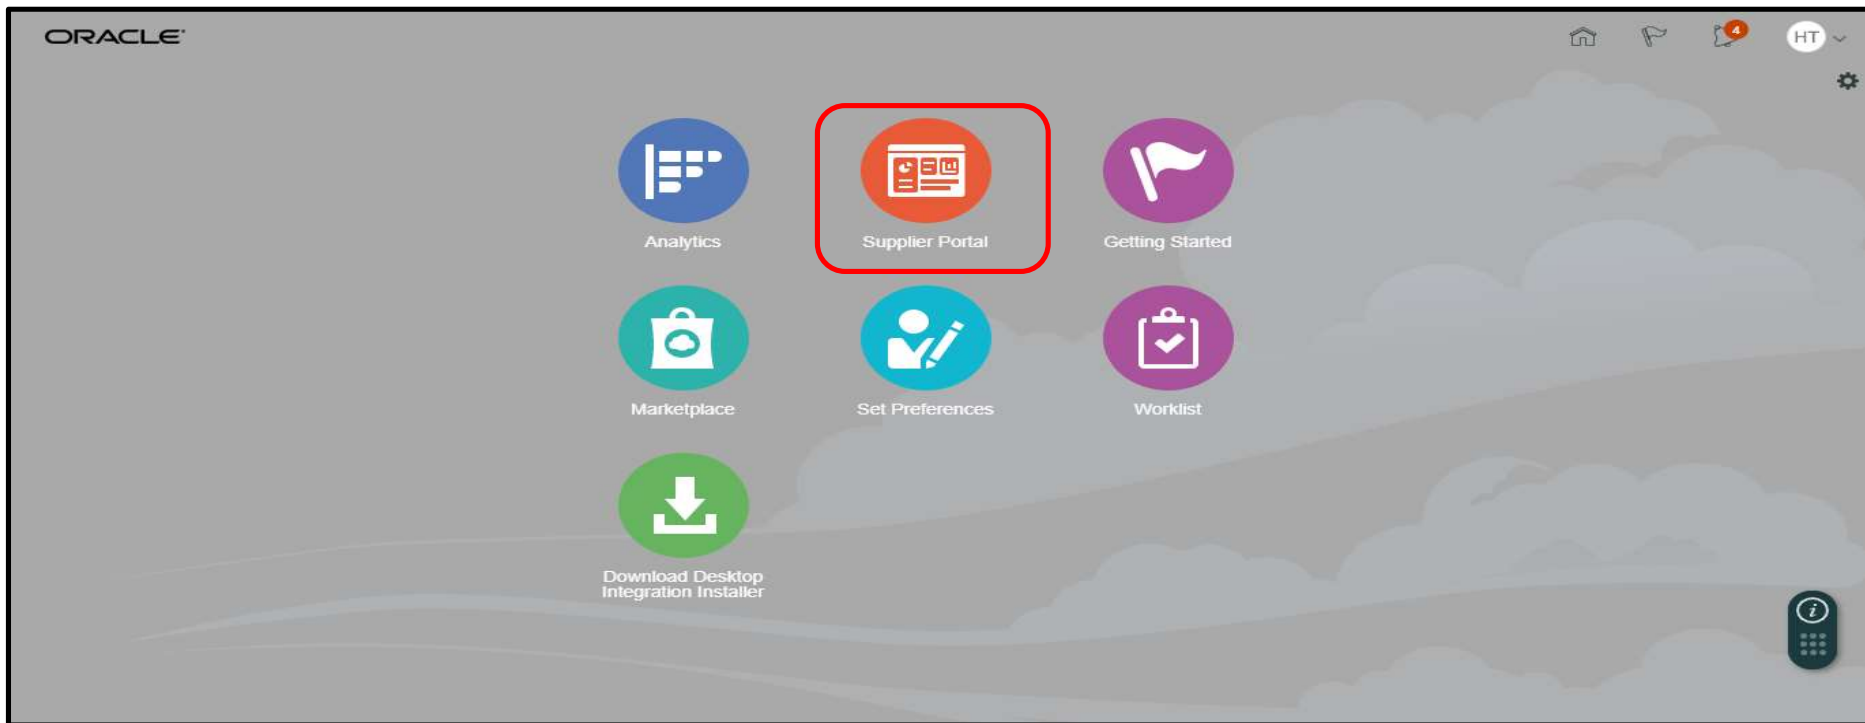 ORACLE
4
HT
Analytics
Supplier Portal
Getting Started
Marketplace
Set Preferences
Worklist
Download Desktop
Integration Installer
i